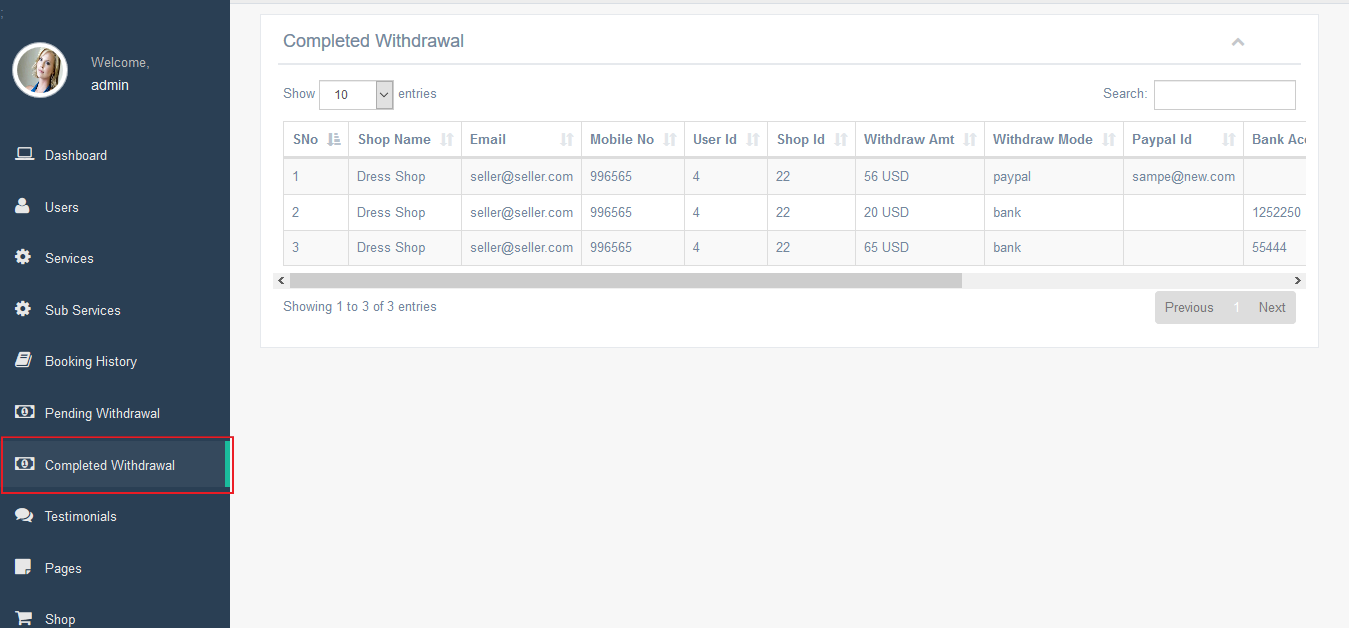 ;
Welcome,
admin
Dashboard
Users
Services
Sub Services
Booking History
Pending Withdrawal
Completed Withdrawal
Testimonials
Pages
Shop
Completed Withdrawal
Show 10 entries Search:
SNo Shop Name Email Mobile No User Id Shop Id Withdraw Amt Withdraw Mode Paypal Id Bank Acc
1 Dress Shop seller@seller.com 996565 4 22 56 USD paypal sampe@new.com
2 Dress Shop seller@seller.com 996565 4 22 20 USD bank 1252250
3 Dress Shop seller@seller.com 996565 4 22 65 USD bank 55444
Showing 1 to 3 of 3 entries Previous 1 Next